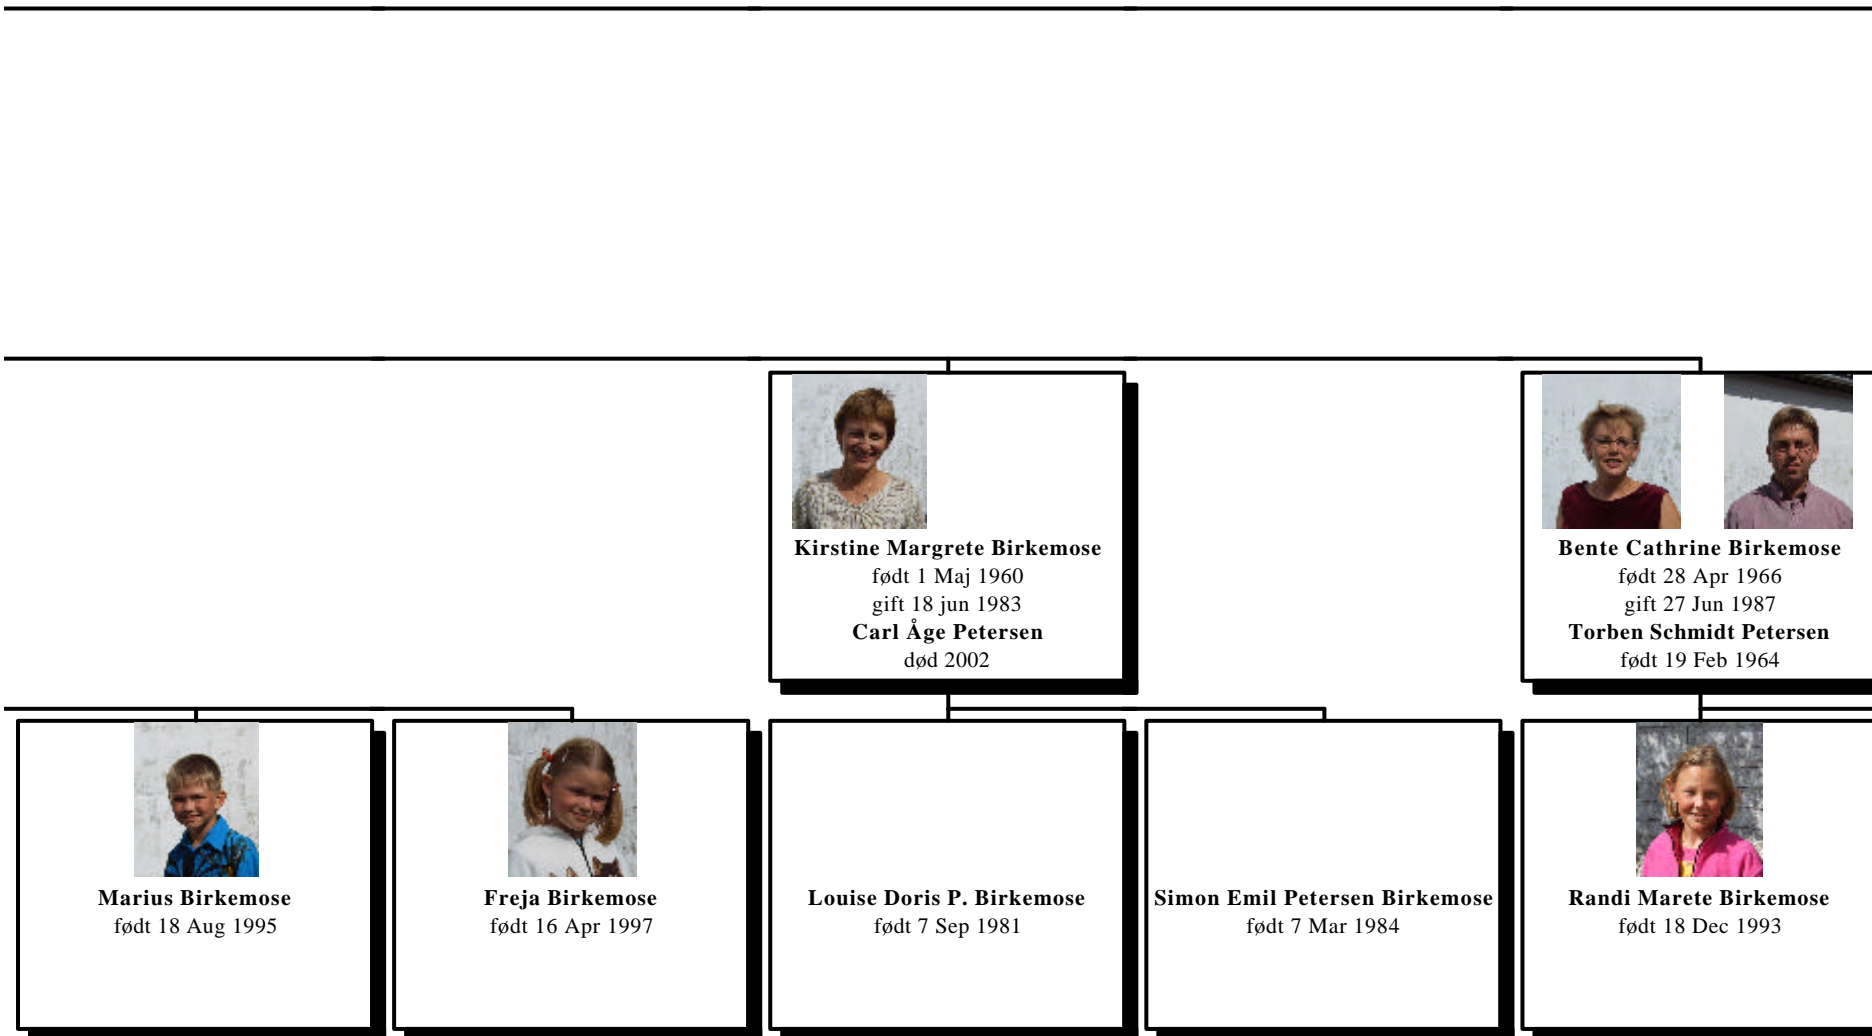 Kirstine Margrete Birkemose
født 1 Maj 1960
gift 18 jun 1983
Carl Åge Petersen
død 2002
Bente Cathrine Birkemose
født 28 Apr 1966
gift 27 Jun 1987
Torben Schmidt Petersen
født 19 Feb 1964
Marius Birkemose
født 18 Aug 1995
Freja Birkemose
født 16 Apr 1997
Louise Doris P. Birkemose
født 7 Sep 1981
Simon Emil Petersen Birkemose
født 7 Mar 1984
Randi Marete Birkemose
født 18 Dec 1993